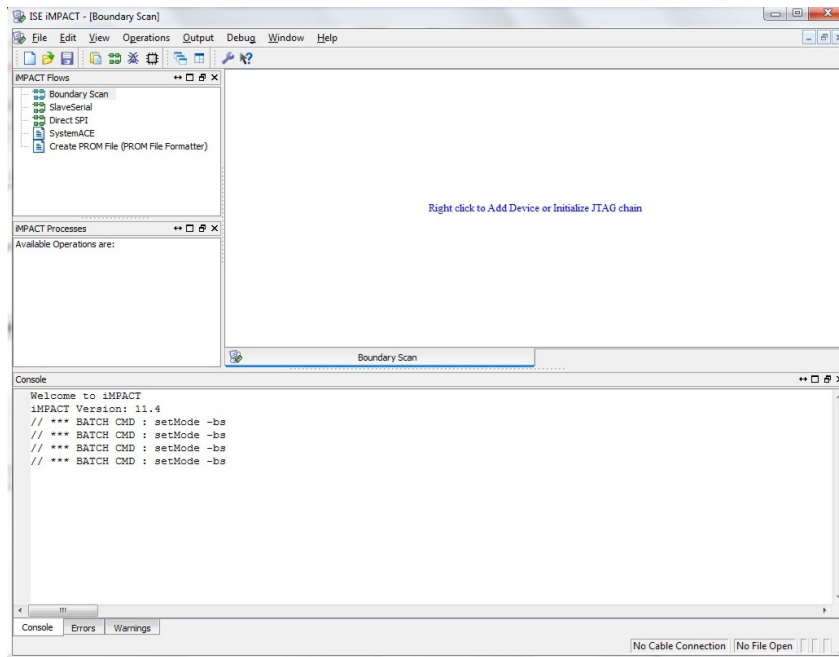 ISE iMPACT - [Boundary Scan]
File Edit View Operations Output Debug Window Help
iMPACT Flows
Boundary Scan
SlaveSerial
Direct SPI
SystemACE
Create PROM File (PROM File Formatter)
Right click to Add Device or Initialize JTAG chain
iMPACT Processes
Available Operations are:
Boundary Scan
Console
Welcome to iMPACT
iMPACT Version: 11.4
// *** BATCH CMD : setMode -bs
// *** BATCH CMD : setMode -bs
// *** BATCH CMD : setMode -bs
// *** BATCH CMD : setMode -bs
Console Errors Warnings
No Cable Connection No File Open